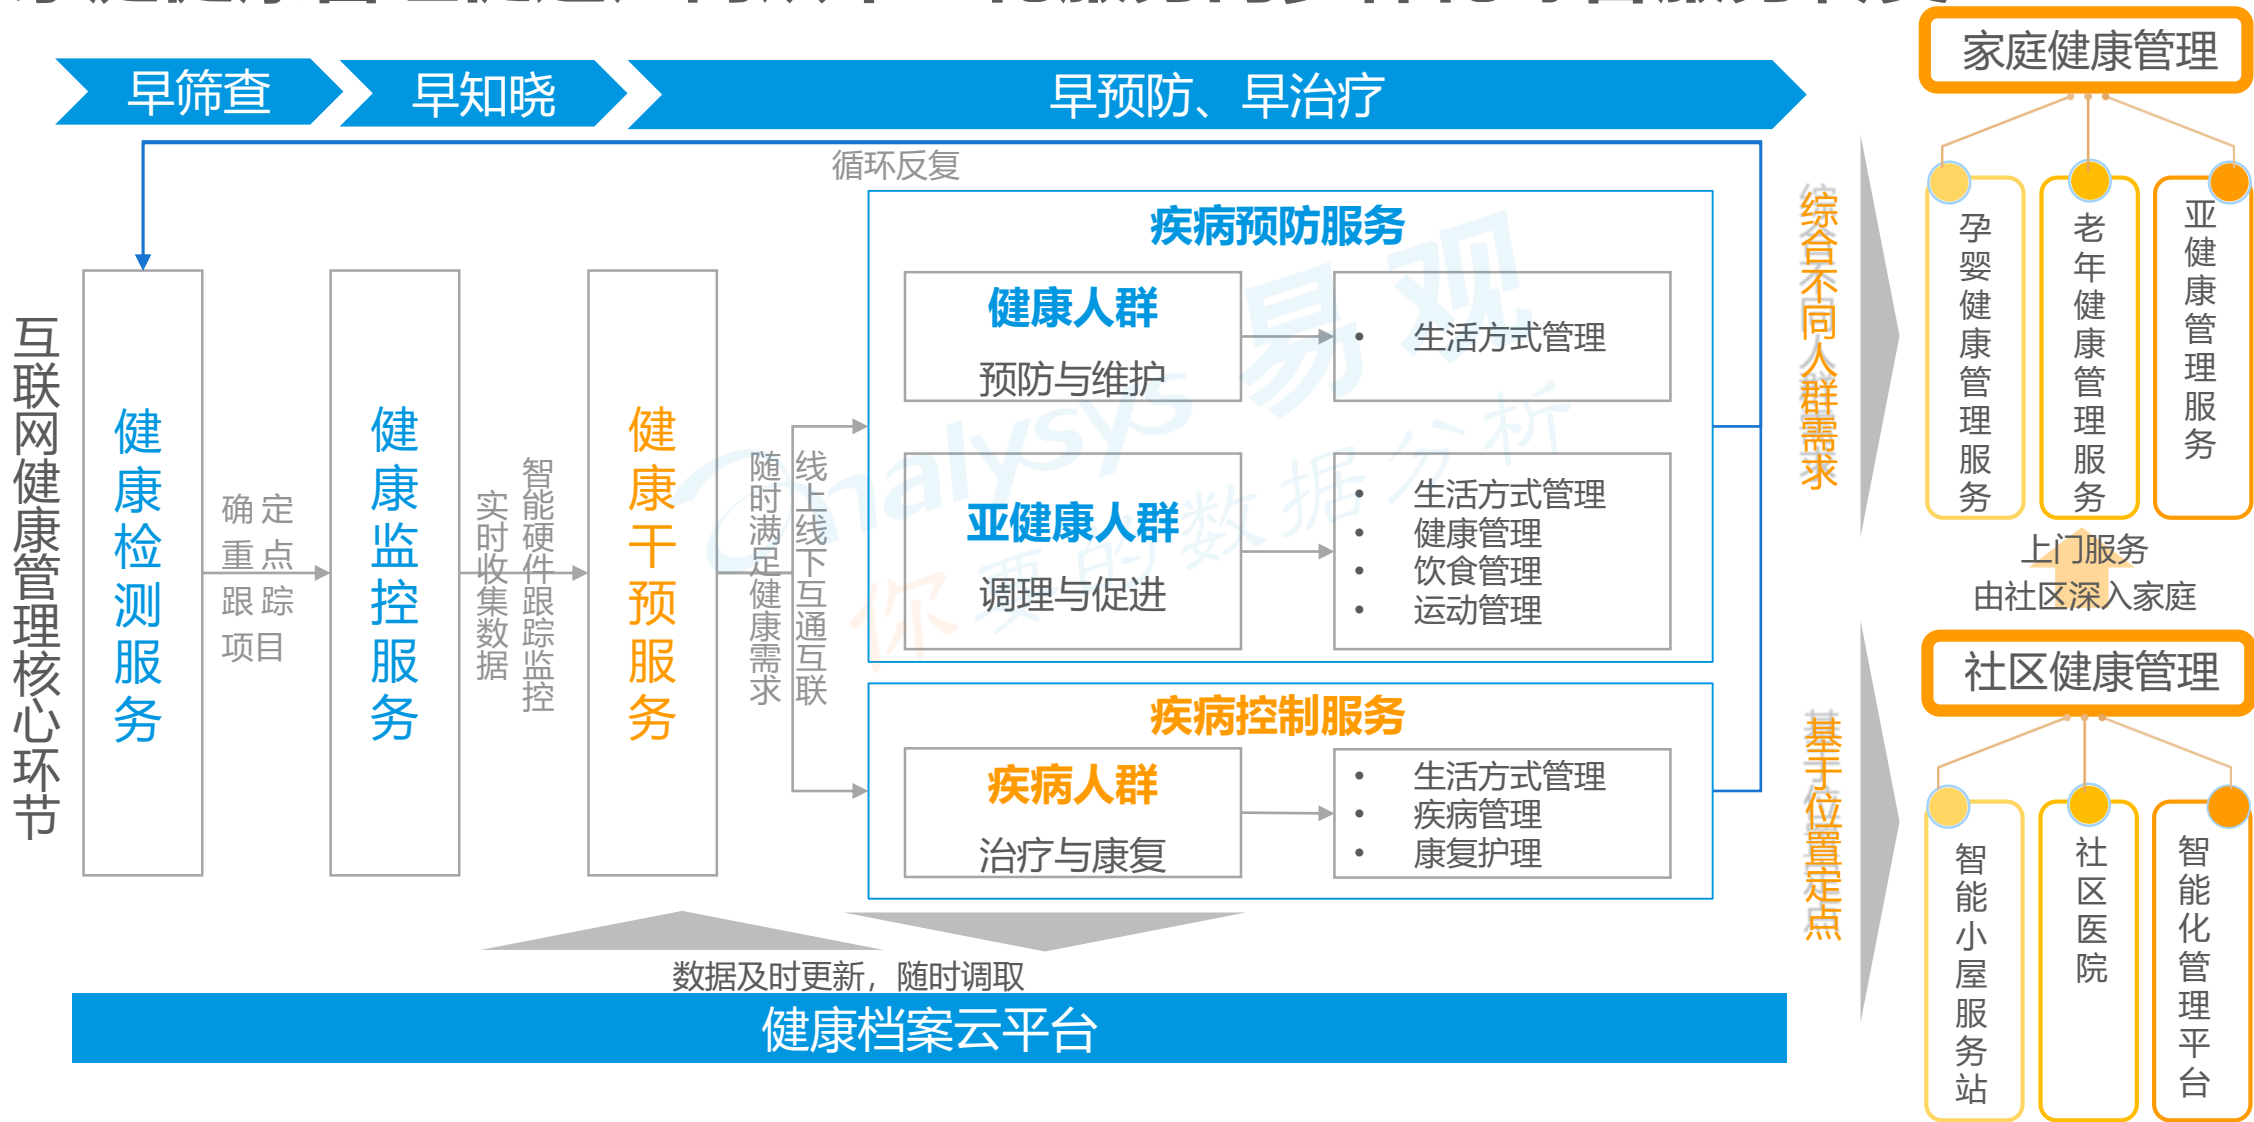 早筛查
早知晓
早预防、早治疗
循环反复
互联网健康管理核心环节
健康检测服务
确定
重点
跟踪
项目
健康监控服务
智能硬件跟踪监控
实时收集数据
健康干预服务
线上线下互通互联
随时满足健康需求
疾病预防服务
健康人群
预防与维护
• 生活方式管理
亚健康人群
调理与促进
• 生活方式管理
• 健康管理
• 饮食管理
• 运动管理
疾病控制服务
疾病人群
治疗与康复
• 生活方式管理
• 疾病管理
• 康复护理
数据及时更新，随时调取
健康档案云平台
综合不同人群需求
基于位置定点
家庭健康管理
孕婴健康管理服务
老年健康管理服务
亚健康管理服务
上门服务
由社区深入家庭
社区健康管理
智能小屋服务站
社区医院
智能化管理平台
analysys 易观
你要的数据分析